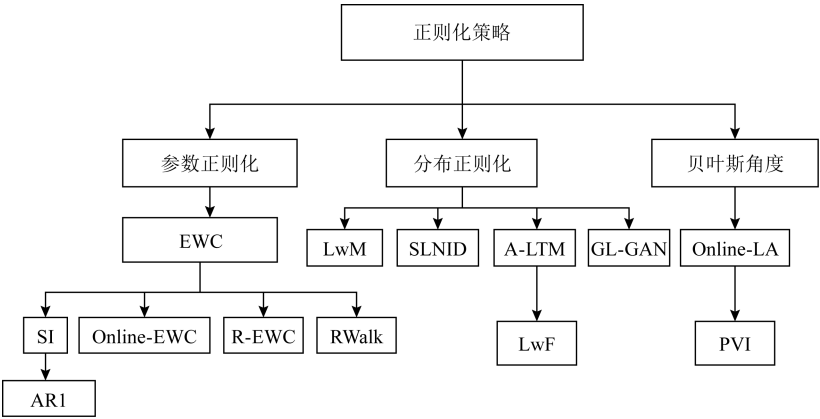 正则化策略
参数正则化
分布正则化
贝叶斯角度
EWC
LwM
SLNID
A-LTM
GL-GAN
Online-LA
SI
Online-EWC
R-EWC
RWalk
LwF
PVI
AR1